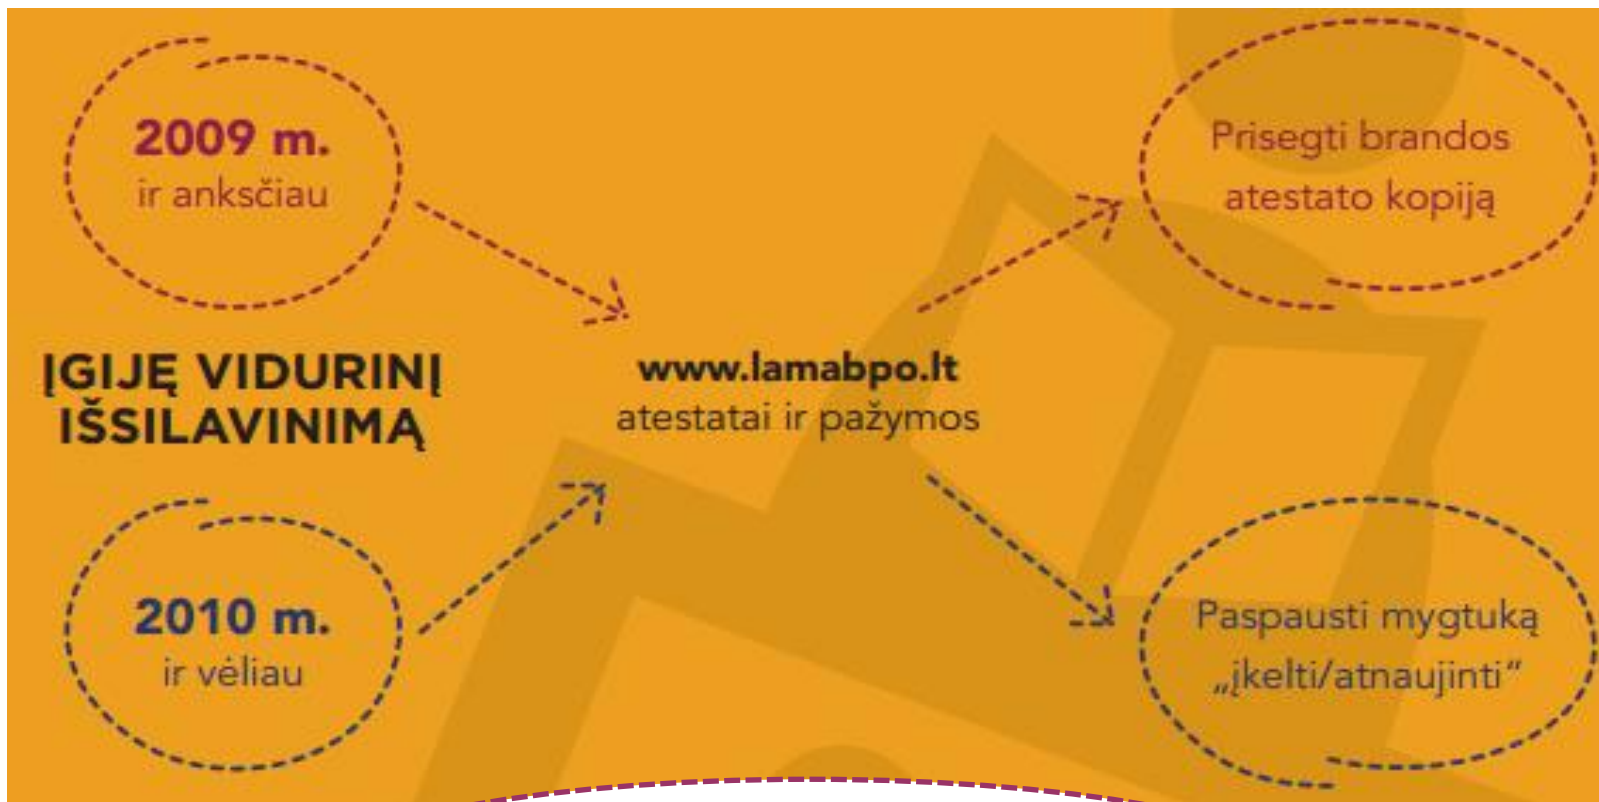 2009 m.
ir anksčiau
Prisegti brandos
atestato kopiją
ĮGIJĘ VIDURINĮ
IŠSILAVINIMĄ
www.lamabpo.lt
atestatai ir pažymos
2010 m.
ir vėliau
Paspausti mygtuką
„įkelti/atnaujinti“